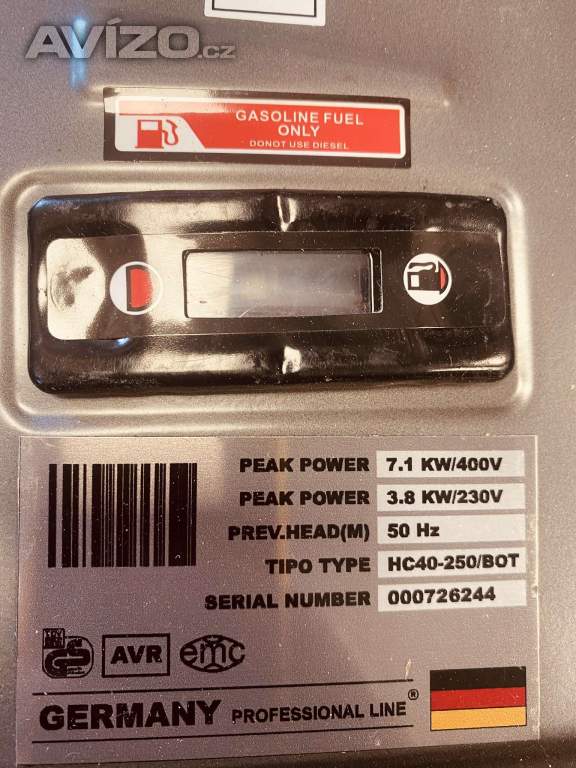 AVÍZO.cz
GASOLINE FUEL
ONLY
DONOT USE DIESEL
PEAK POWER 7.1 KW/400V
PEAK POWER 3.8 KW/230V
PREV.HEAD(M) 50 Hz
TIPO TYPE HC40-250/BOT
SERIAL NUMBER 000726244
AVR emc
GERMANY PROFESSIONAL LINE®